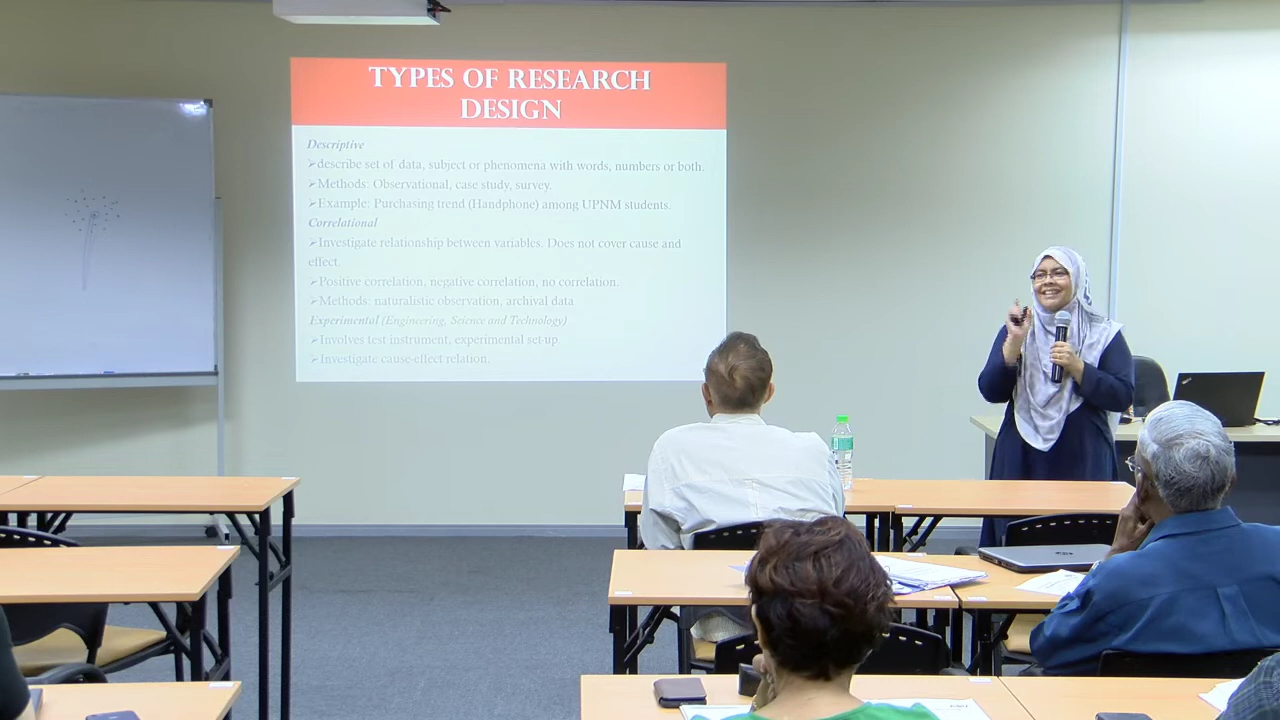 TYPES OF RESEARCH
DESIGN
Descriptive
➢describe set of data, subject or phenomena with words, numbers or both.
➢Methods: Observational, case study, survey.
➢Example: Purchasing trend (Handphone) among UPNM students.
Correlational
➢Investigate relationship between variables. Does not cover cause and
effect.
➢Positive correlation, negative correlation, no correlation.
➢Methods: naturalistic observation, archival data
Experimental (Engineering, Science and Technology)
➢Involves test instrument, experimental set-up
➢Investigate cause-effect relation.